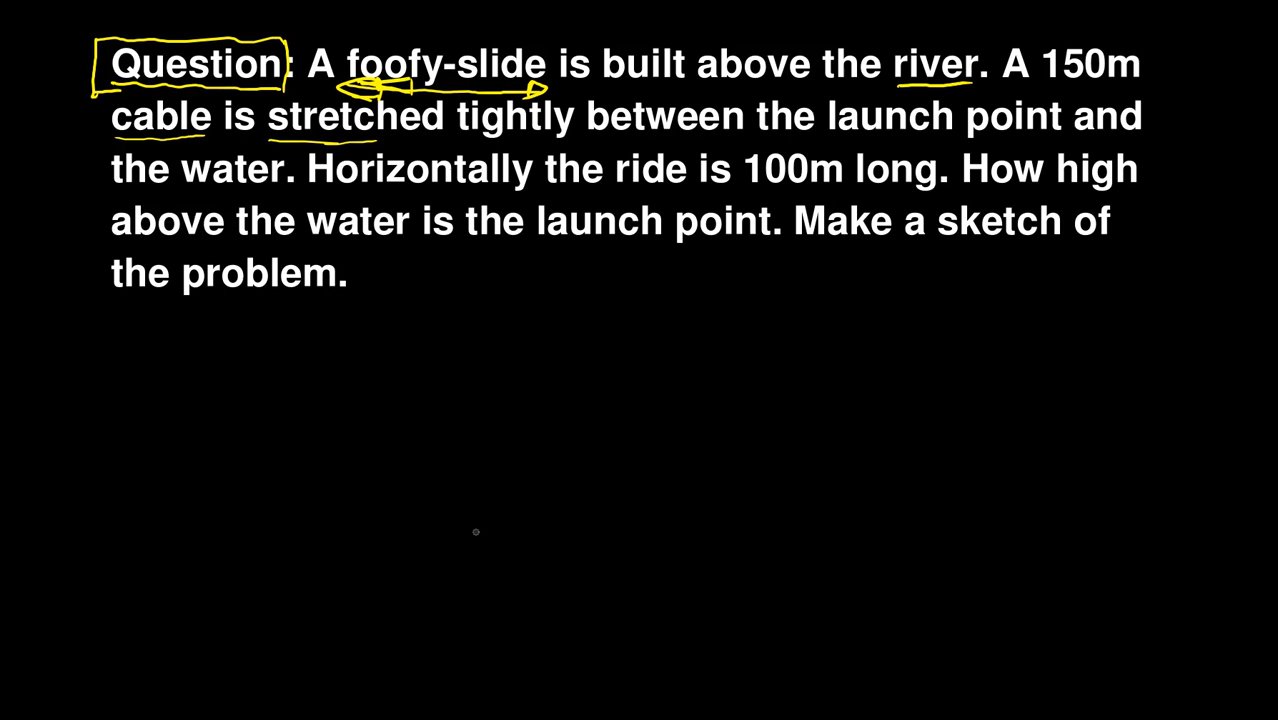 Question: A foofy-slide is built above the river. A 150m
cable is stretched tightly between the launch point and
the water. Horizontally the ride is 100m long. How high
above the water is the launch point. Make a sketch of
the problem.